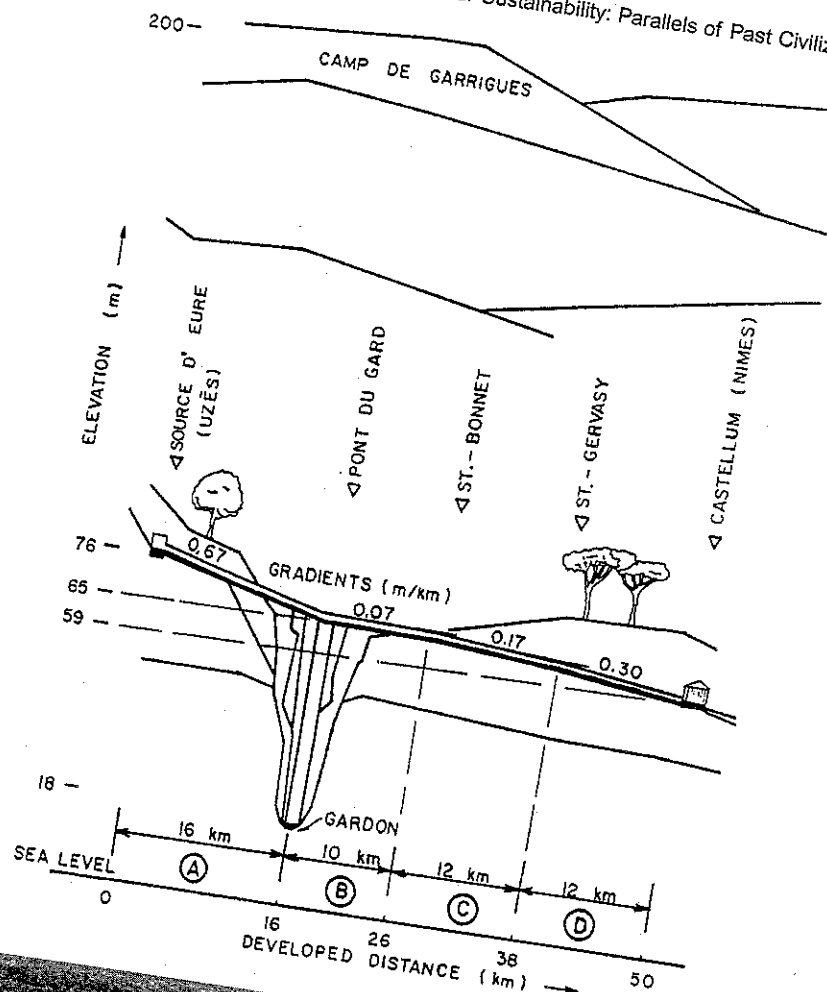 Sustainability: Parallels of Past
200
CAMP DE GARRIGUES
ELEVATION (m)
SOURCE D' EURE
(UZÈS)
PONT DU GARD
ST.- BONNET
ST.- GERVASY
CASTELLUM (NIMES)
76
65
59
18
0.67
GRADIENTS (m/km)
0.07
0.17
0.30
GARDON
16 km
10 km
12 km
12 km
SEA LEVEL
A
B
C
D
0
16
26
38
50
DEVELOPED DISTANCE (km)